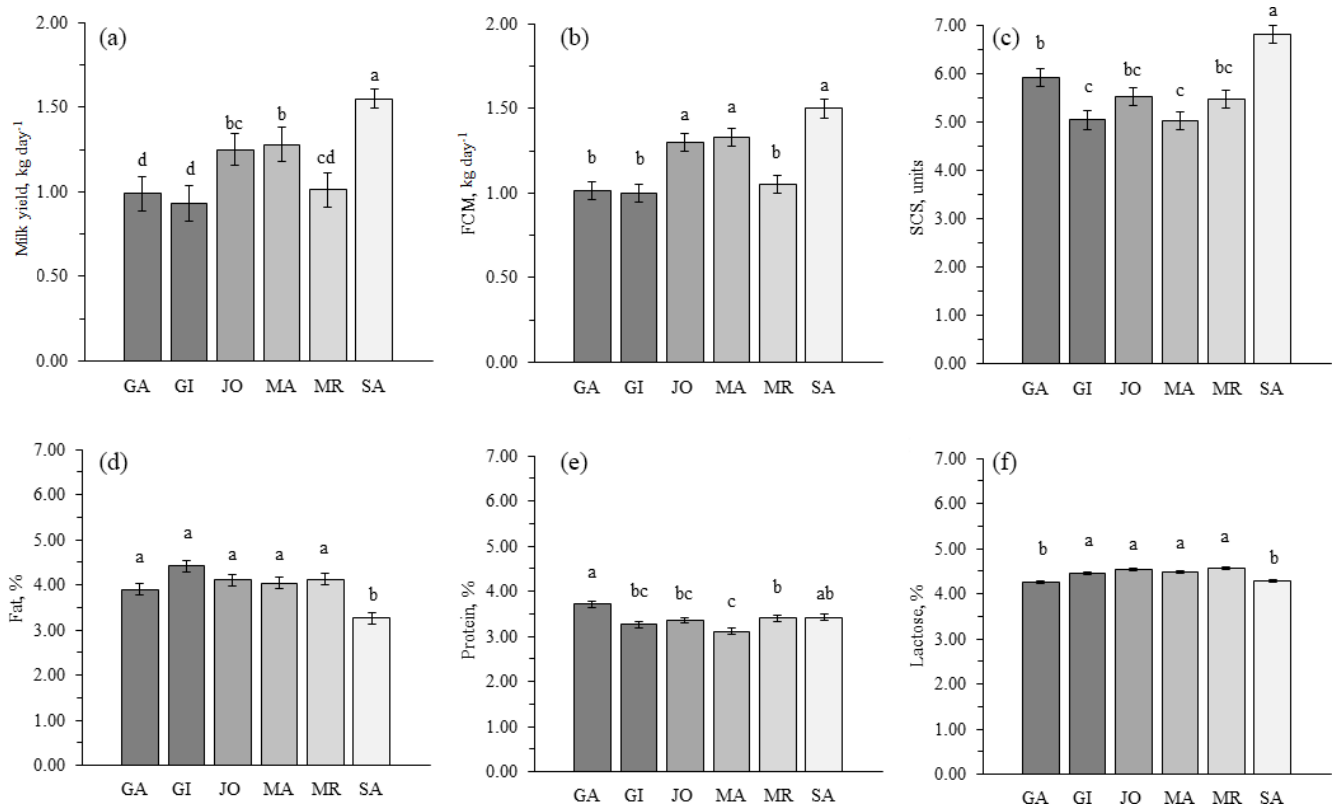 (a)
Milk yield, kg day-1
2.00
1.50
1.00
0.50
0.00
d
d
bc
b
cd
a
GA GI JO MA MR SA
(b)
FCM, kg day-1
2.00
1.50
1.00
0.50
0.00
b
b
a
a
b
a
GA GI JO MA MR SA
(c)
SCS, units
7.00
6.00
5.00
7.00
6.00
5.00
4.00
3.00
2.00
1.00
0.00
b
c
bc
c
bc
a
GA GI JO MA MR SA
(d)
Fat, %
7.00
6.00
5.00
4.00
3.00
2.00
1.00
0.00
a
a
a
a
a
b
GA GI JO MA MR SA
(e)
Protein, %
7.00
6.00
5.00
4.00
3.00
2.00
1.00
0.00
a
bc
bc
c
b
ab
GA GI JO MA MR SA
(f)
Lactose, %
7.00
6.00
5.00
4.00
3.00
2.00
1.00
0.00
b
a
a
a
a
b
GA GI JO MA MR SA